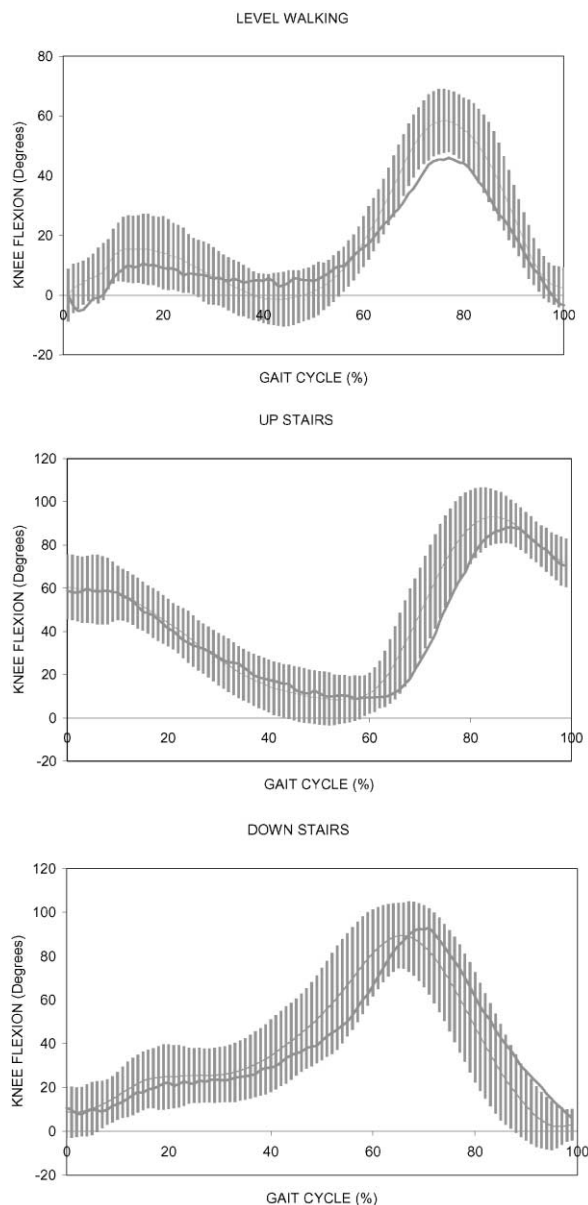 LEVEL WALKING
80
60
40
20
0
-20
0 20 40 60 80 100
KNEE FLEXION (Degrees)
GAIT CYCLE (%)
UP STAIRS
120
100
80
60
40
20
0
-20
0 20 40 60 80 100
KNEE FLEXION (Degrees)
GAIT CYCLE (%)
DOWN STAIRS
120
100
80
60
40
20
0
-20
0 20 40 60 80 100
KNEE FLEXION (Degrees)
GAIT CYCLE (%)